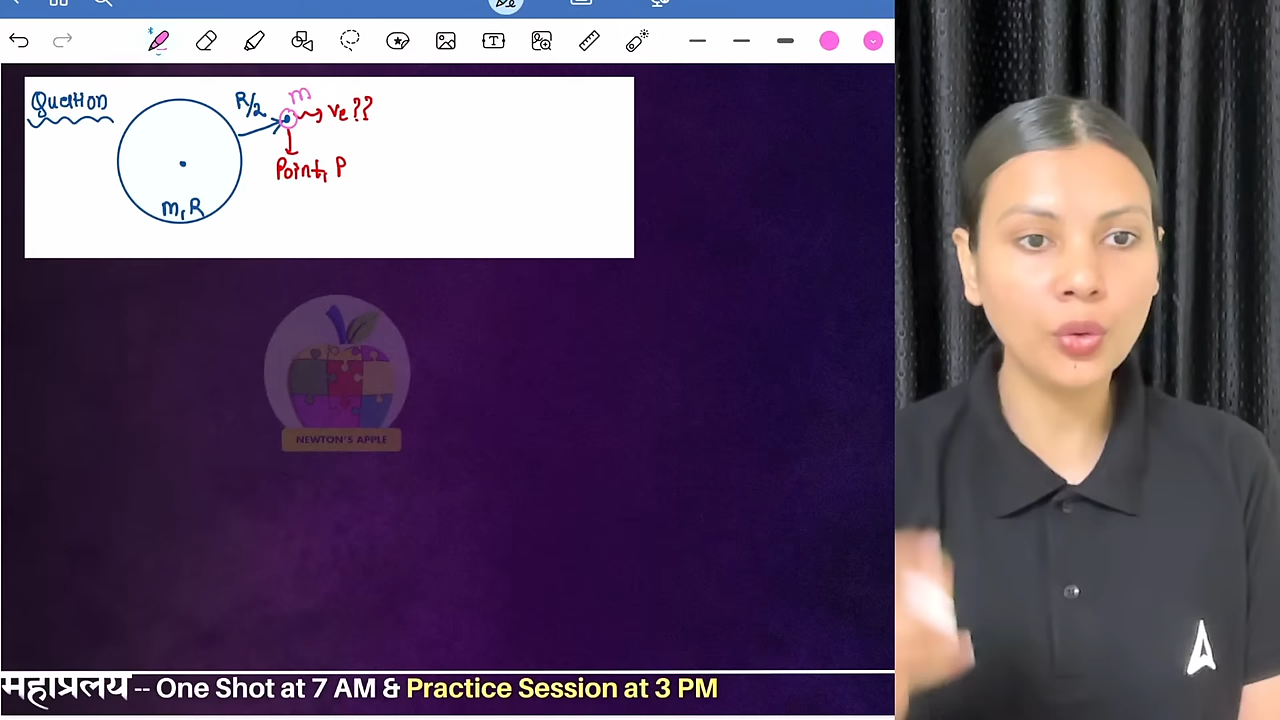 Question
R/2
m
ve??
Point, P
m, R
NEWTON'S APPLE
महाप्रलय -- One Shot at 7 AM & Practice Session at 3 PM